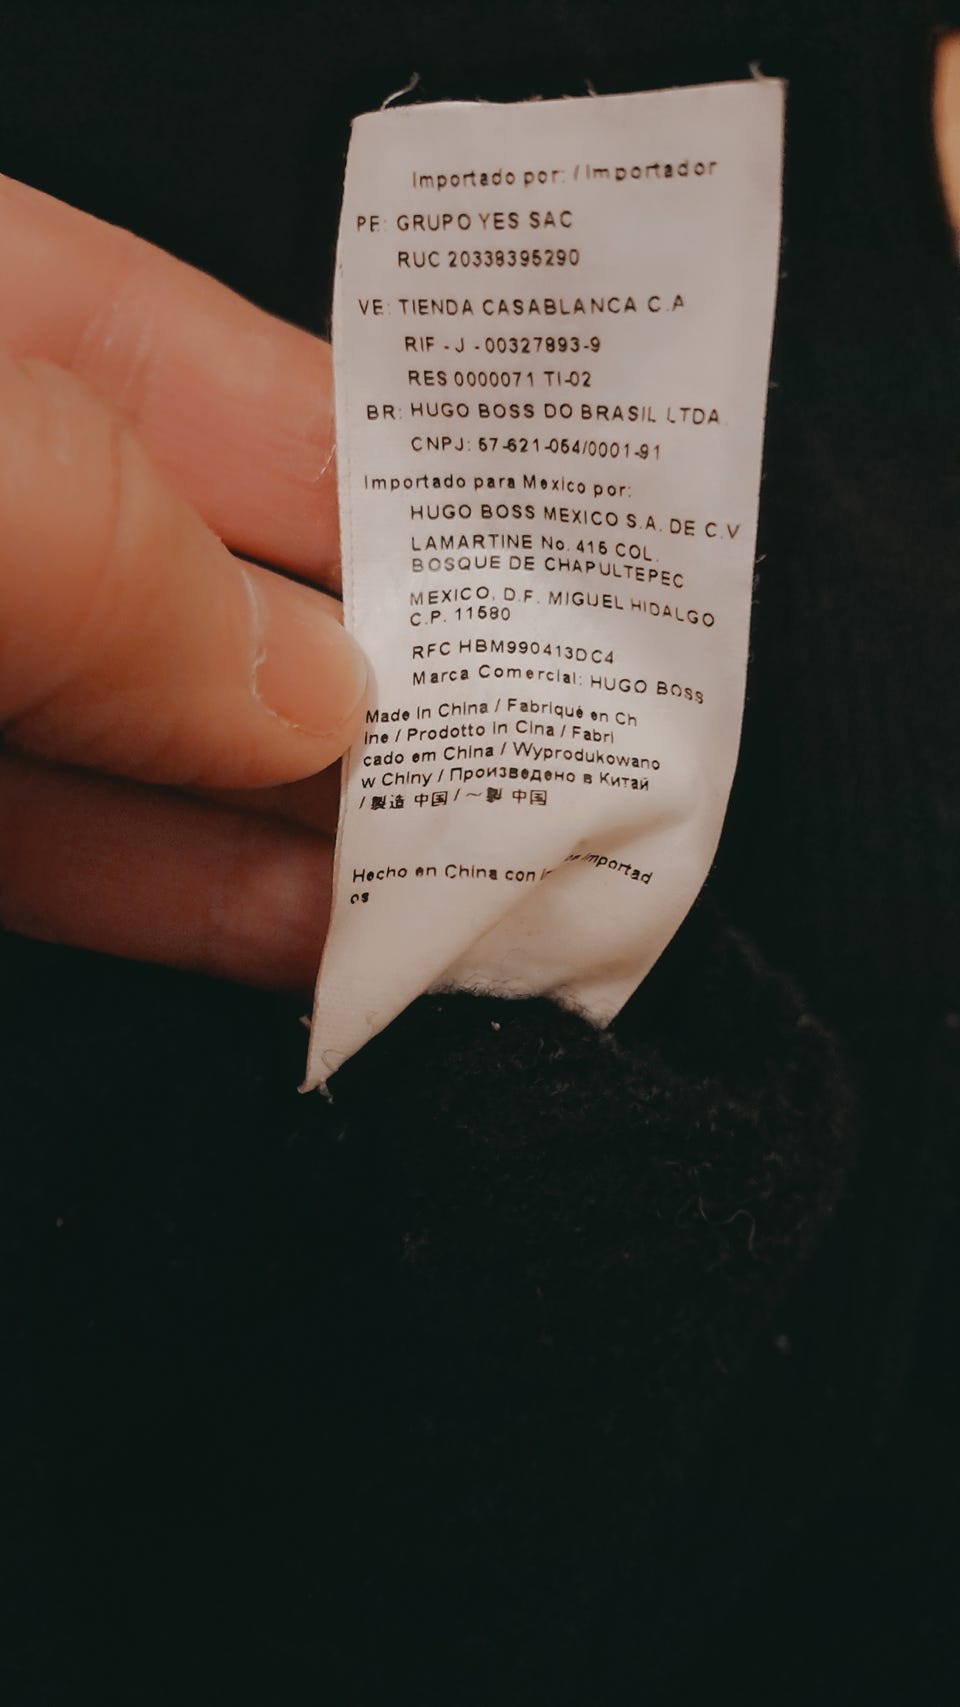 Importado por: / Importador
PE: GRUPO YES SAC
RUC 20338395290
VE: TIENDA CASABLANCA C.A
RIF - J - 00327893-9
RES 0000071 TI-02
BR: HUGO BOSS DO BRASIL LTDA.
CNPJ: 57-621-054/0001-91
Importado para Mexico por:
HUGO BOSS MEXICO S.A. DE C.V
LAMARTINE No. 415 COL.
BOSQUE DE CHAPULTEPEC
MEXICO, D.F. MIGUEL HIDALGO
C.P. 11580
RFC HBM990413DC4
Marca Comercial: HUGO BOSS
Made in China / Fabriqué en Ch
ine / Prodotto in Cina / Fabri
cado em China / Wyprodukowano
w Chiny / Произведено в Китай
/ 製造 中国 / ～製 中国
Hecho en China con importad
os